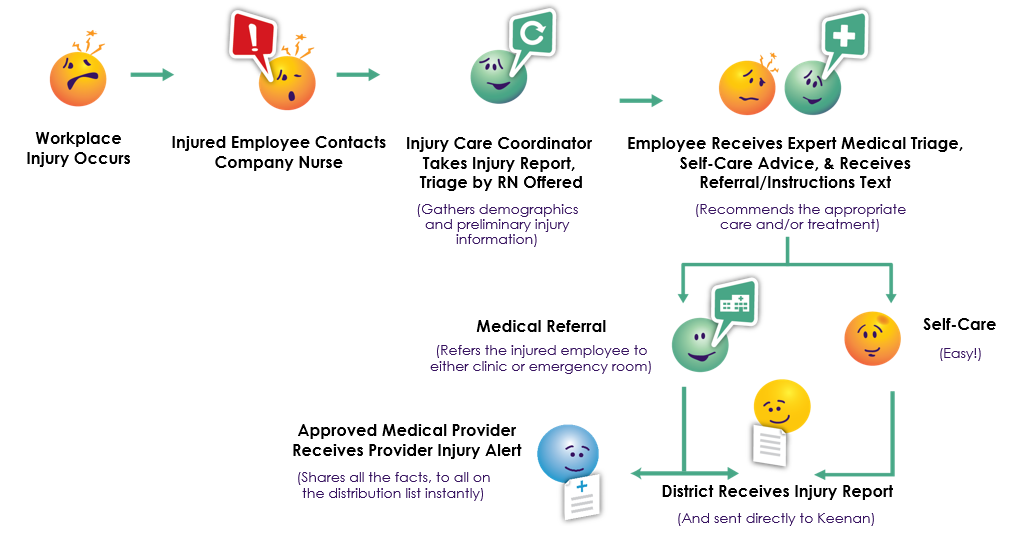 Workplace
Injury Occurs
Injured Employee Contacts
Company Nurse
Injury Care Coordinator
Takes Injury Report,
Triage by RN Offered
(Gathers demographics
and preliminary injury
information)
Employee Receives Expert Medical Triage,
Self-Care Advice, & Receives
Referral/Instructions Text
(Recommends the appropriate
care and/or treatment)
Medical Referral
(Refers the injured employee to
either clinic or emergency room)
Self-Care
(Easy!)
Approved Medical Provider
Receives Provider Injury Alert
(Shares all the facts, to all on
the distribution list instantly)
District Receives Injury Report
(And sent directly to Keenan)